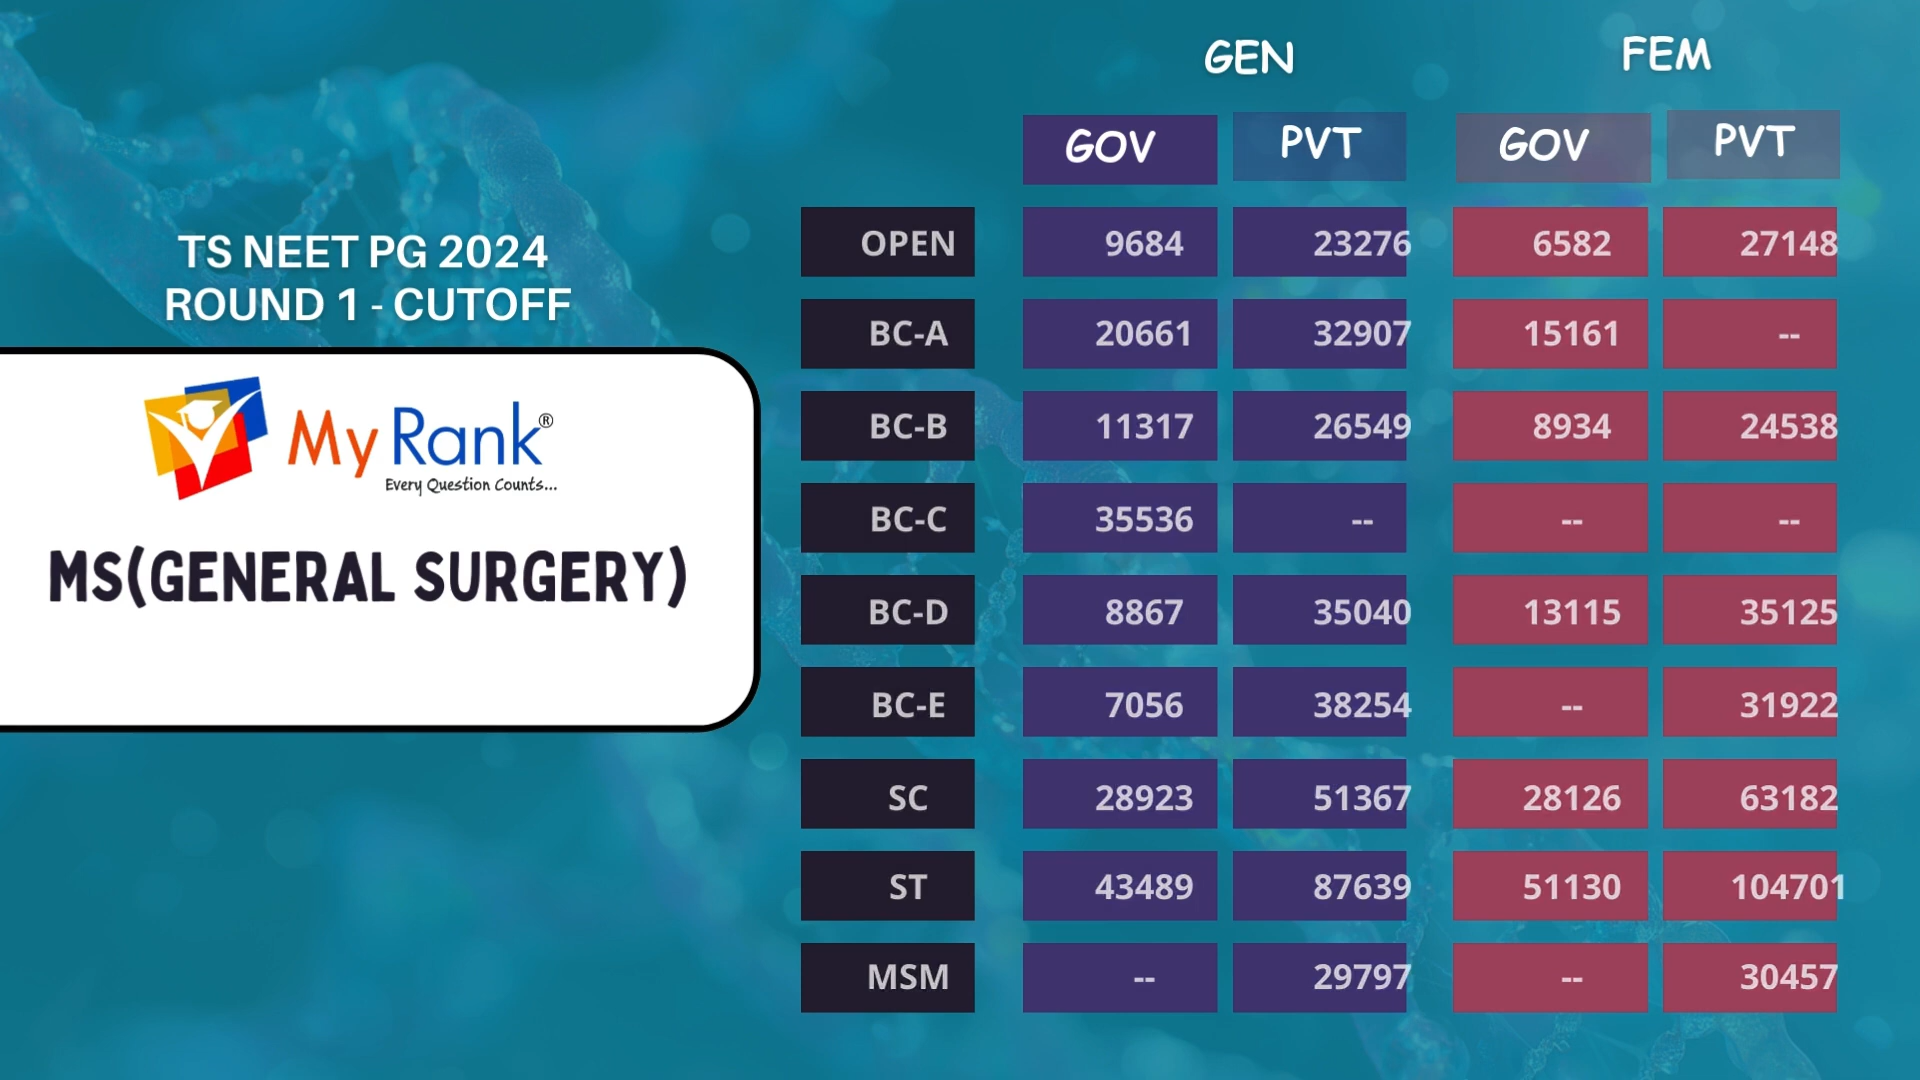 TS NEET PG 2024
ROUND 1 - CUTOFF
My Rank®
Every Question Counts...
MS(GENERAL SURGERY)
GEN FEM
GOV PVT GOV PVT
OPEN 9684 23276 6582 27148
BC-A 20661 32907 15161 --
BC-B 11317 26549 8934 24538
BC-C 35536 -- -- --
BC-D 8867 35040 13115 35125
BC-E 7056 38254 -- 31922
SC 28923 51367 28126 63182
ST 43489 87639 51130 104701
MSM -- 29797 -- 30457